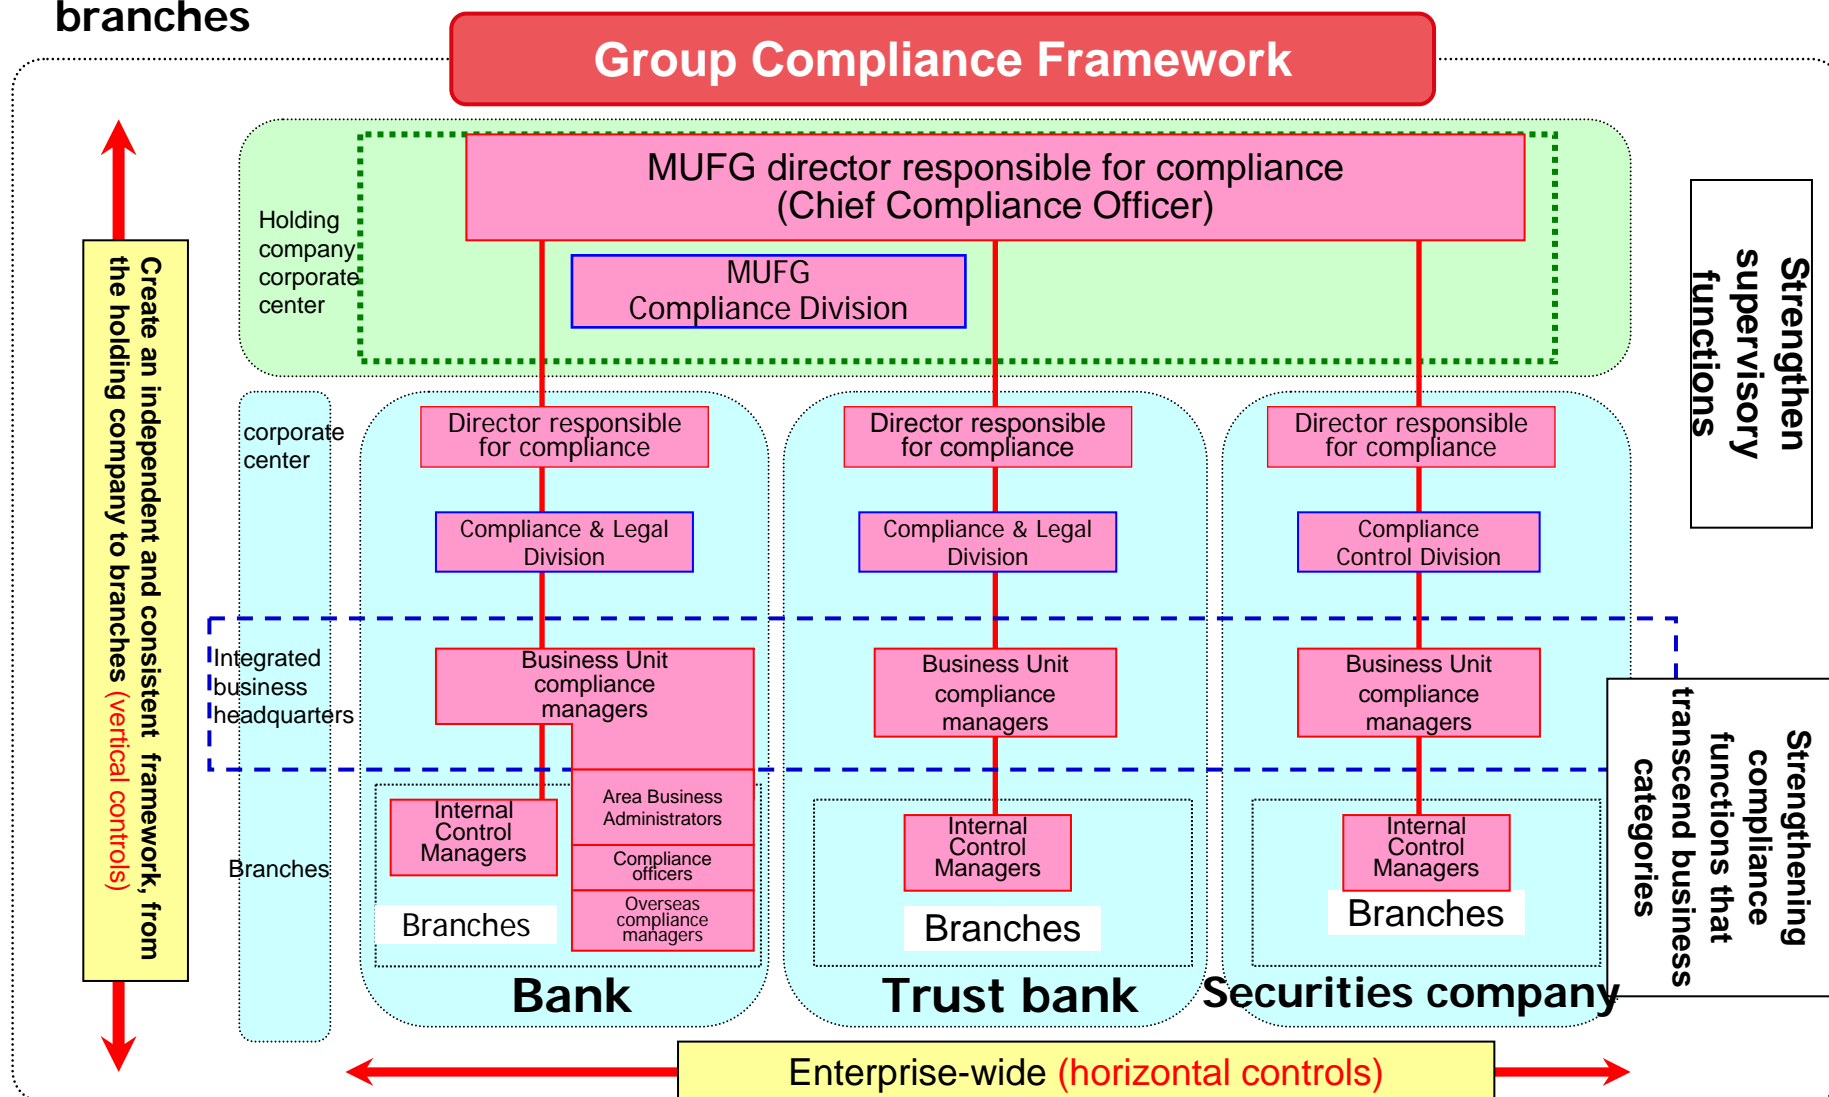 branches
Group Compliance Framework
MUFG director responsible for compliance
(Chief Compliance Officer)
Holding
company
corporate
center
MUFG
Compliance Division
Create an independent and consistent framework, from
the holding company to branches (vertical controls)
Strengthen
supervisory
functions
corporate
center
Director responsible
for compliance
Director responsible
for compliance
Director responsible
for compliance
Compliance & Legal
Division
Compliance & Legal
Division
Compliance
Control Division
Integrated
business
headquarters
Business Unit
compliance
managers
Business Unit
compliance
managers
Business Unit
compliance
managers
Strengthening
compliance
functions that
transcend business
categories
Branches
Internal
Control
Managers
Area Business
Administrators
Compliance
officers
Overseas
compliance
managers
Branches
Internal
Control
Managers
Branches
Internal
Control
Managers
Branches
Bank
Trust bank
Securities company
Enterprise-wide (horizontal controls)